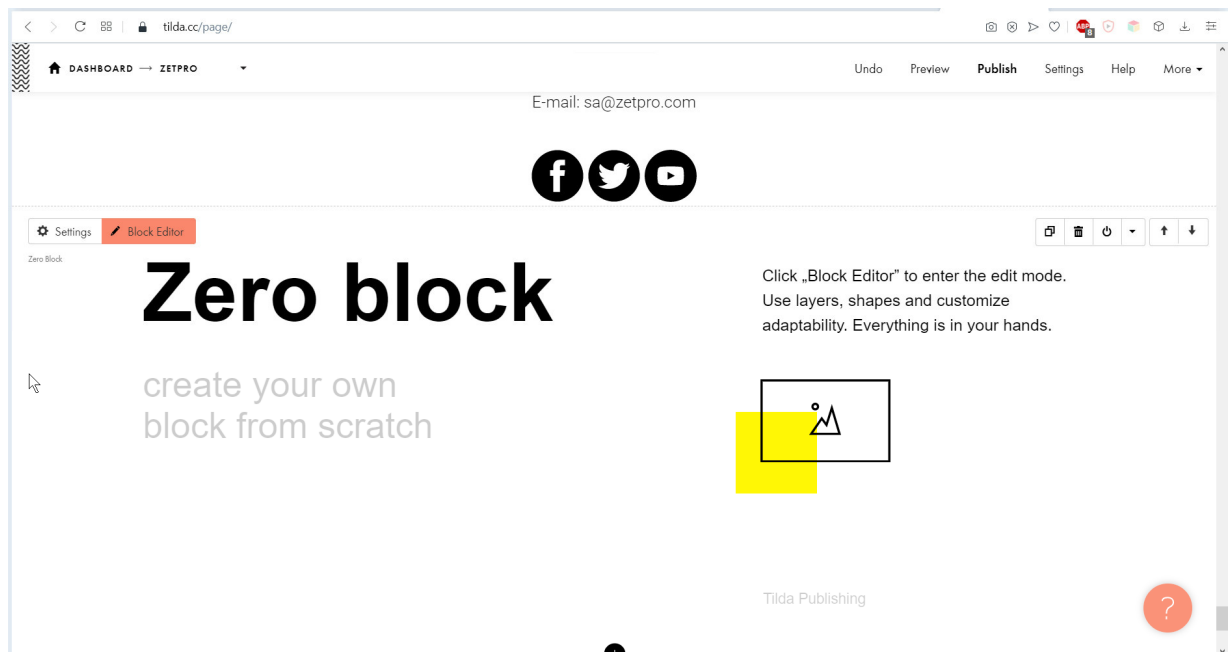 tilda.cc/page/
ABP
8
DASHBOARD → ZETPRO
Undo Preview Publish Settings Help More
E-mail: sa@zetpro.com
Settings Block Editor
Zero Block
Zero block
create your own
block from scratch
Click „Block Editor” to enter the edit mode.
Use layers, shapes and customize
adaptability. Everything is in your hands.
Tilda Publishing
?